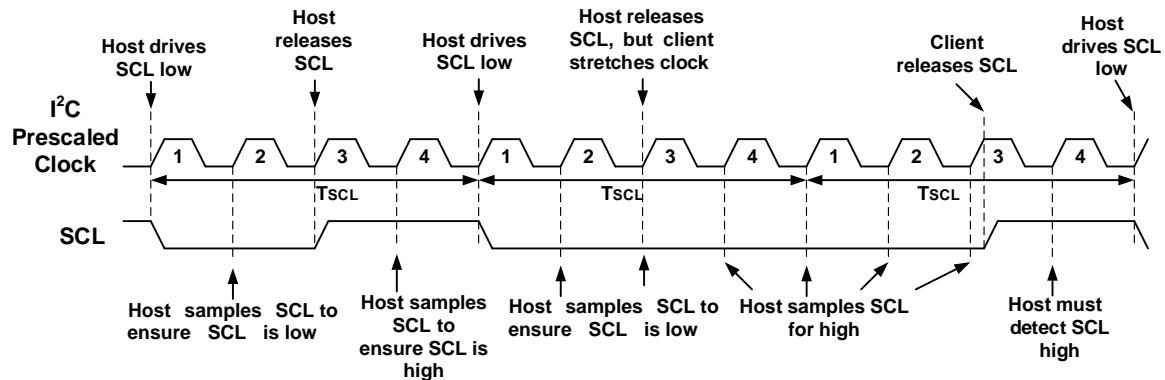 Host drives
SCL low
Host
releases
SCL
Host drives
SCL low
Host releases
SCL, but client
stretches clock
Client
releases SCL
Host
drives SCL
low
I²C
Prescaled
Clock
1 2 3 4 1 2 3 4 1 2 3 4
TSCL TSCL TSCL
SCL
Host samples SCL to
ensure SCL is low
Host samples
SCL to
ensure SCL is
high
Host samples SCL to
ensure SCL is low
Host samples SCL
for high
Host must
detect SCL
high